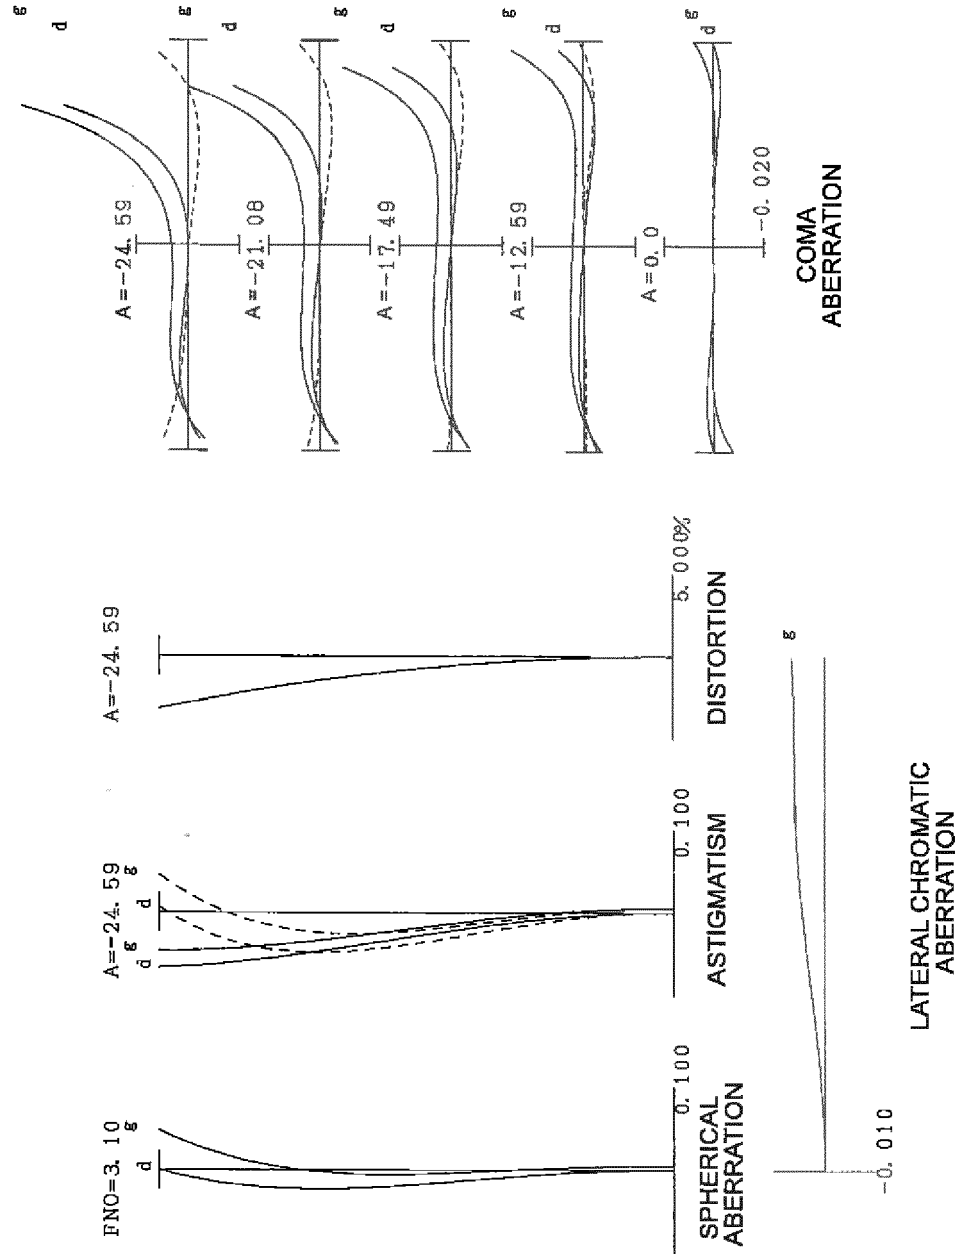 g
d
A=-24. 59
g
d
A=-21. 08
g
d
A=-17. 49
g
d
A=-12. 59
g
d
A=0. 0
-0. 020
COMA
ABERRATION
FNO=3. 10
g
d
0. 100
SPHERICAL
ABERRATION
A=-24. 59
g
d
g
d
0. 100
ASTIGMATISM
A=-24. 59
5. 000%
DISTORTION
g
-0. 010
LATERAL CHROMATIC
ABERRATION